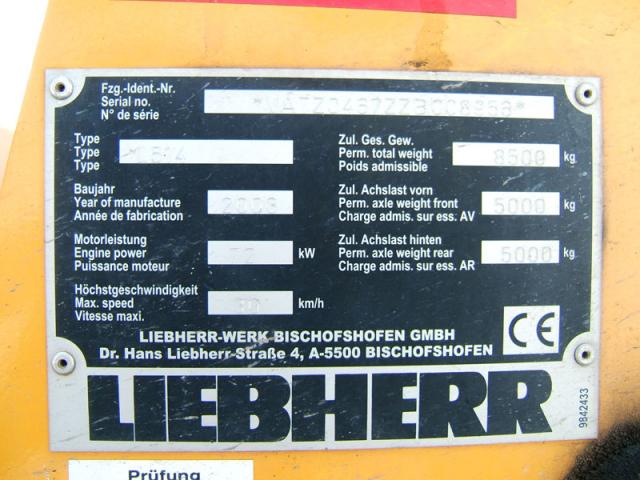 Fzg.-Ident.-Nr.
Serial no.
N° de série
Type
Type
Type
Baujahr
Year of manufacture
Année de fabrication
Motorleistung
Engine power kW
Puissance moteur
Höchstgeschwindigkeit
Max. speed km/h
Vitesse maxi.
Zul. Ges. Gew.
Perm. total weight 8500 kg
Poids admissible
Zul. Achslast vorn
Perm. axle weight front 5000 kg
Charge admis. sur ess. AV
Zul. Achslast hinten
Perm. axle weight rear 5000 kg
Charge admis. sur ess. AR
LIEBHERR-WERK BISCHOFSHOFEN GMBH
Dr. Hans Liebherr-Straße 4, A-5500 BISCHOFSHOFEN
CE
LIEBHERR
9842433
Prüfung